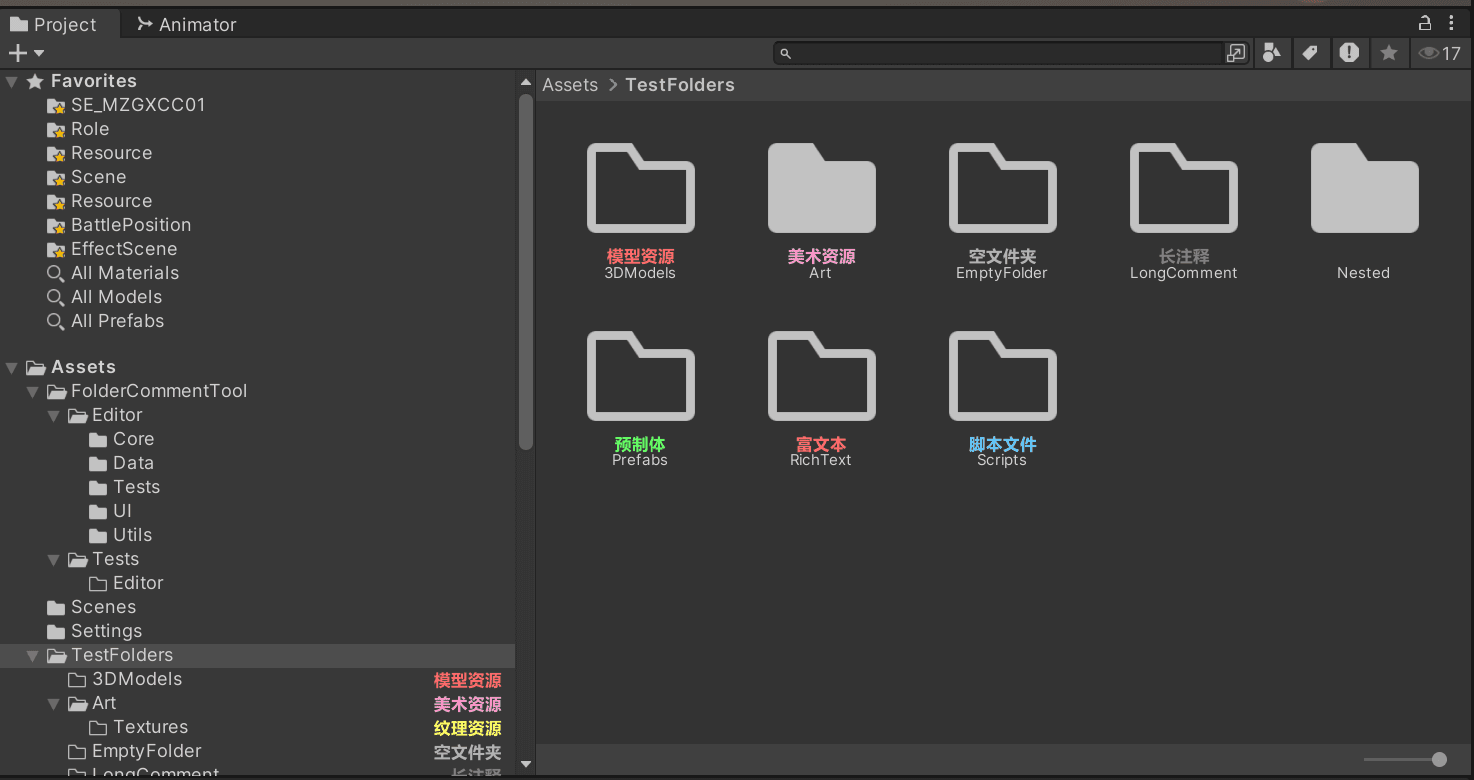 Project
Animator
17
Favorites
SE_MZGXCC01
Role
Resource
Scene
Resource
BattlePosition
EffectScene
All Materials
All Models
All Prefabs
Assets
FolderCommentTool
Editor
Core
Data
Tests
UI
Utils
Tests
Editor
Scenes
Settings
TestFolders
3DModels 模型资源
Art 美术资源
Textures 纹理资源
EmptyFolder 空文件夹
LongComment 长注释
Assets > TestFolders
模型资源
3DModels
美术资源
Art
空文件夹
EmptyFolder
长注释
LongComment
Nested
预制体
Prefabs
富文本
RichText
脚本文件
Scripts